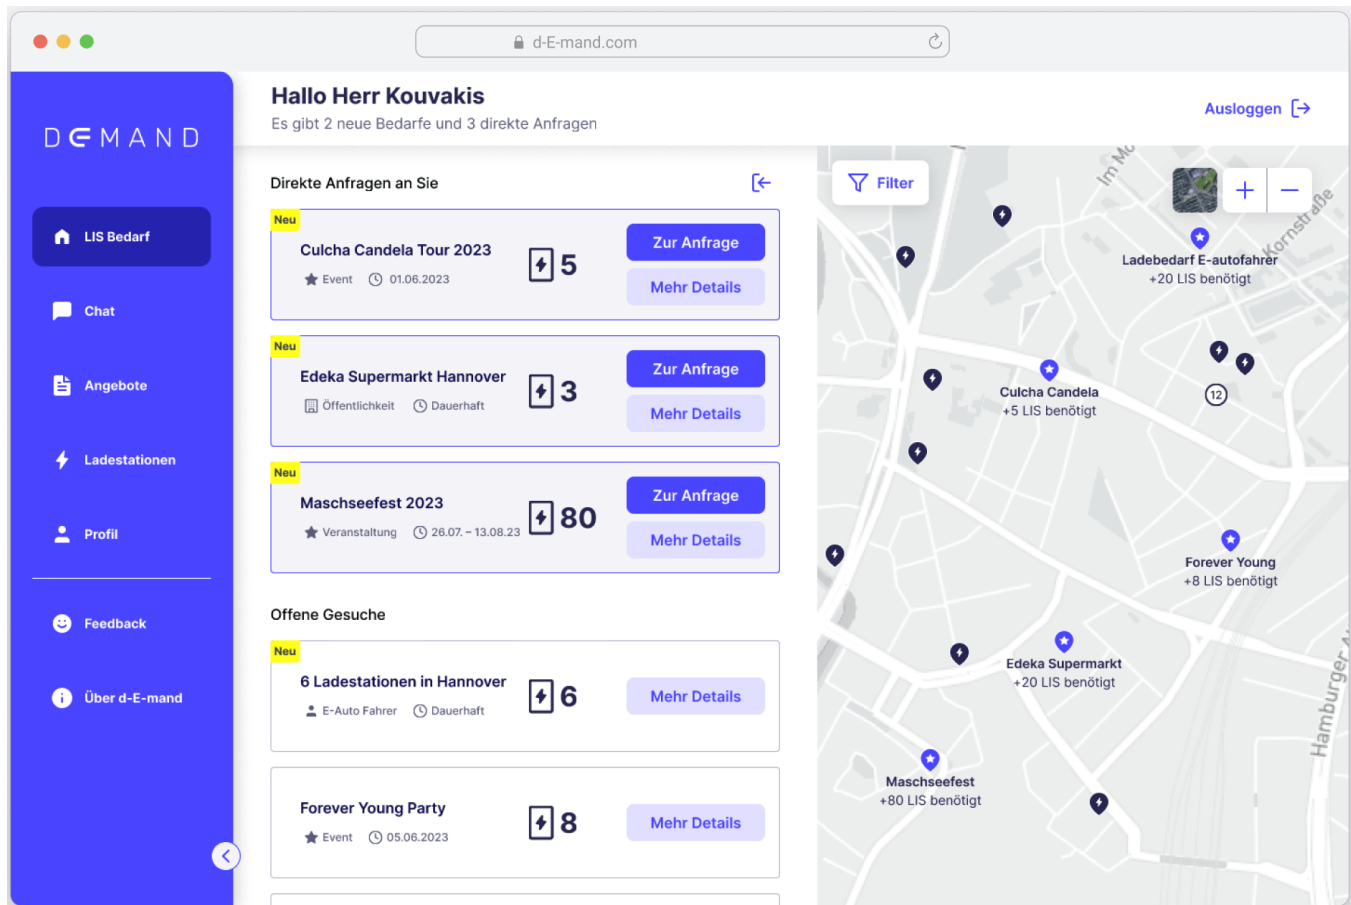 d-E-mand.com
DEMAND
LIS Bedarf
Chat
Angebote
Ladestationen
Profil
Feedback
Über d-E-mand
Hallo Herr Kouvakis
Es gibt 2 neue Bedarfe und 3 direkte Anfragen
Ausloggen
Direkte Anfragen an Sie
Neu
Culcha Candela Tour 2023
Event 01.06.2023
5
Zur Anfrage
Mehr Details
Neu
Edeka Supermarkt Hannover
Öffentlichkeit Dauerhaft
3
Zur Anfrage
Mehr Details
Neu
Maschseefest 2023
Veranstaltung 26.07. – 13.08.23
80
Zur Anfrage
Mehr Details
Offene Gesuche
Neu
6 Ladestationen in Hannover
E-Auto Fahrer Dauerhaft
6
Mehr Details
Forever Young Party
Event 05.06.2023
8
Mehr Details
Filter
Im Mo
+ −
Kornstraße
Ladebedarf E-autofahrer
+20 LIS benötigt
Culcha Candela
+5 LIS benötigt
12
Forever Young
+8 LIS benötigt
Edeka Supermarkt
+20 LIS benötigt
Hamburger A
Maschseefest
+80 LIS benötigt